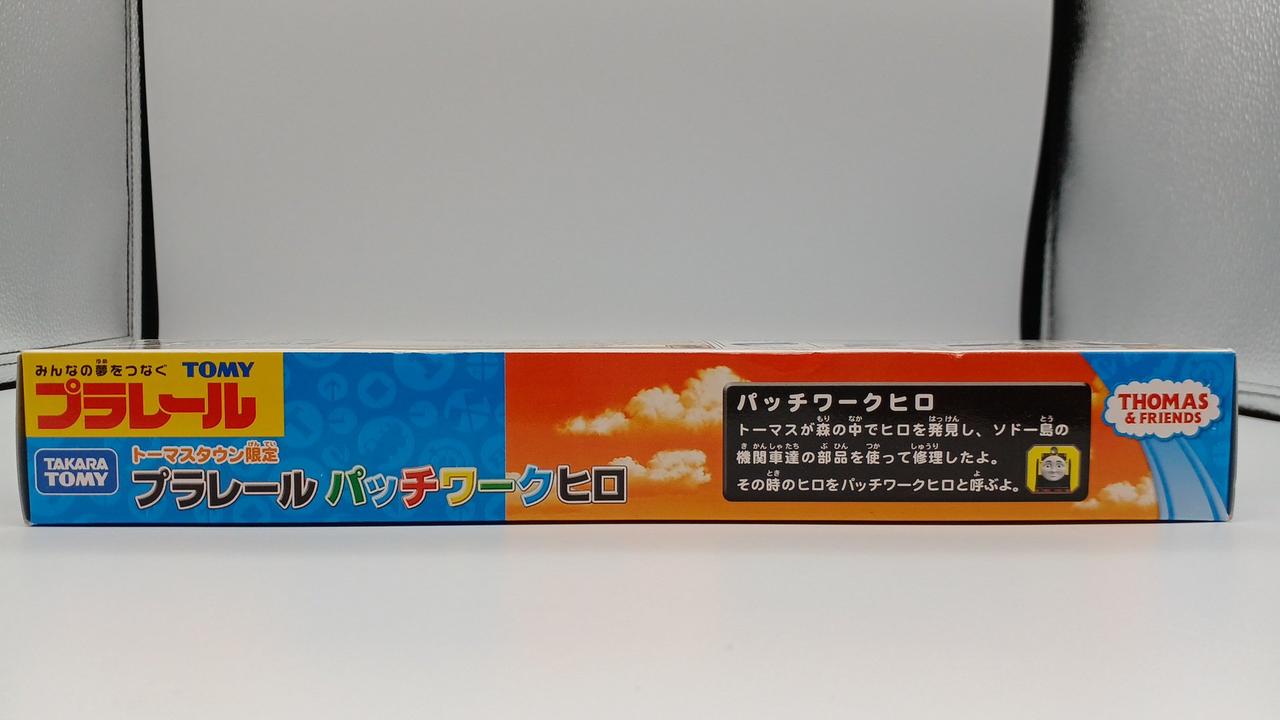 みんなの夢をつなぐ TOMY
プラレール
TAKARA
TOMY
トーマスタウン限定
プラレール パッチワークヒロ
パッチワークヒロ
トーマスが森の中でヒロを発見し、ソドー島の
機関車達の部品を使って修理したよ。
その時のヒロをパッチワークヒロと呼ぶよ。
THOMAS
& FRIENDS